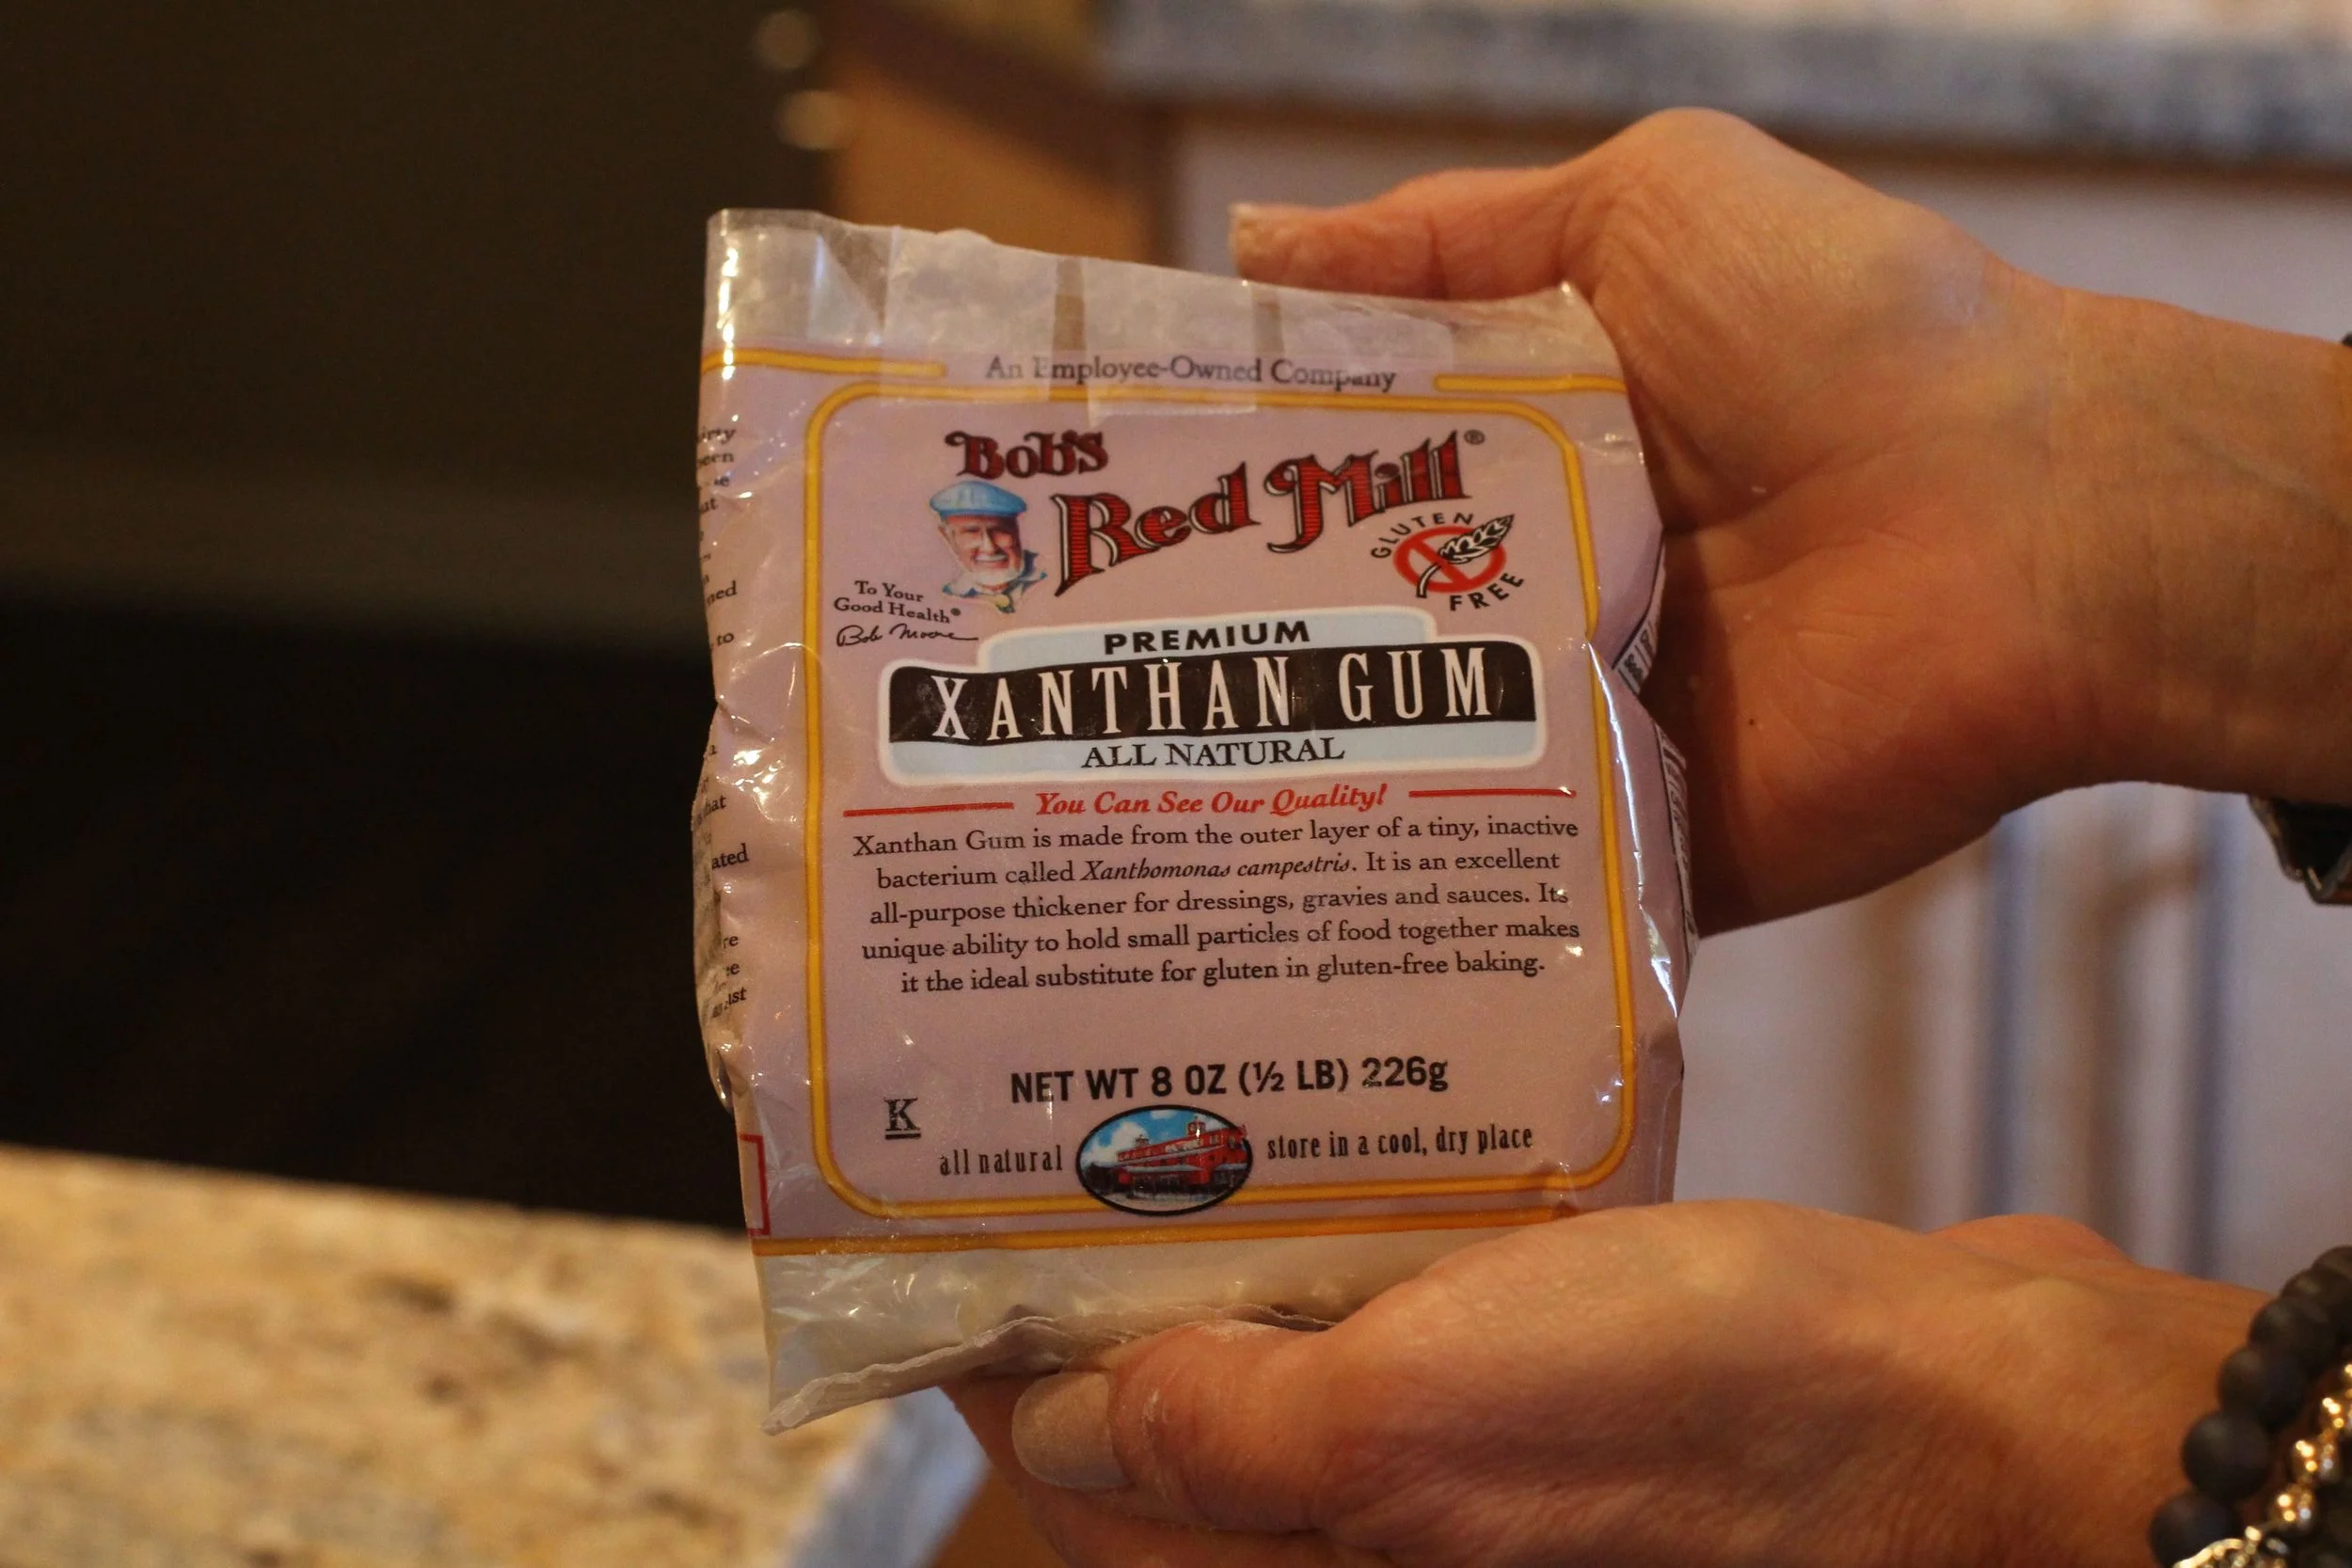 An Employee-Owned Company
Bob's
Red Mill®
GLUTEN
FREE
To Your
Good Health®
Bob Moore
PREMIUM
XANTHAN GUM
ALL NATURAL
You Can See Our Quality!
Xanthan Gum is made from the outer layer of a tiny, inactive
bacterium called Xanthomonas campestris. It is an excellent
all-purpose thickener for dressings, gravies and sauces. Its
unique ability to hold small particles of food together makes
it the ideal substitute for gluten in gluten-free baking.
NET WT 8 OZ (½ LB) 226g
K
all natural store in a cool, dry place